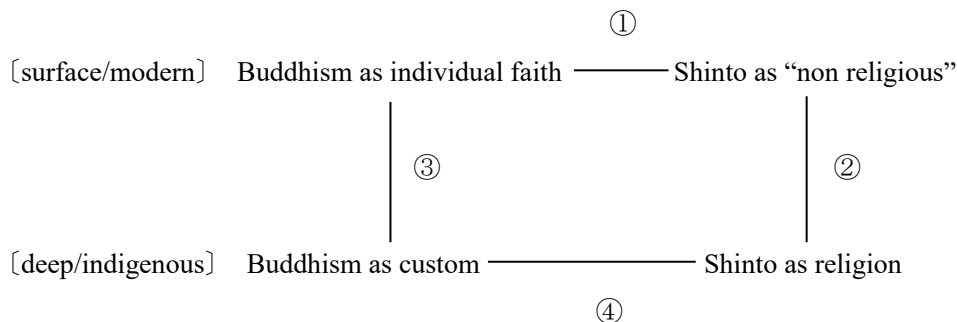 ①
〔surface/modern〕 Buddhism as individual faith Shinto as “non religious”
③ ②
〔deep/indigenous〕 Buddhism as custom Shinto as religion
④